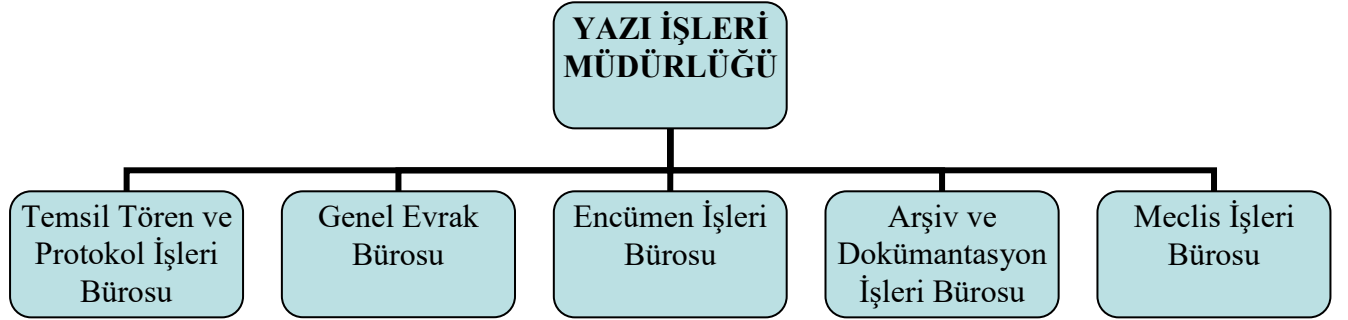 YAZI İŞLERİ
MÜDÜRLÜĞÜ
Temsil Tören ve
Protokol İşleri
Bürosu
Genel Evrak
Bürosu
Encümen İşleri
Bürosu
Arşiv ve
Dokümantasyon
İşleri Bürosu
Meclis İşleri
Bürosu